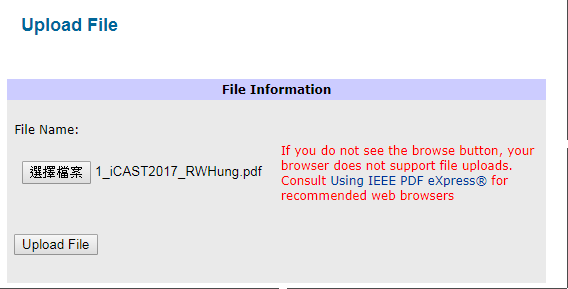 Upload File
File Information
File Name:
選擇檔案 1_iCAST2017_RWHung.pdf
If you do not see the browse button, your
browser does not support file uploads.
Consult Using IEEE PDF eXpress® for
recommended web browsers
Upload File